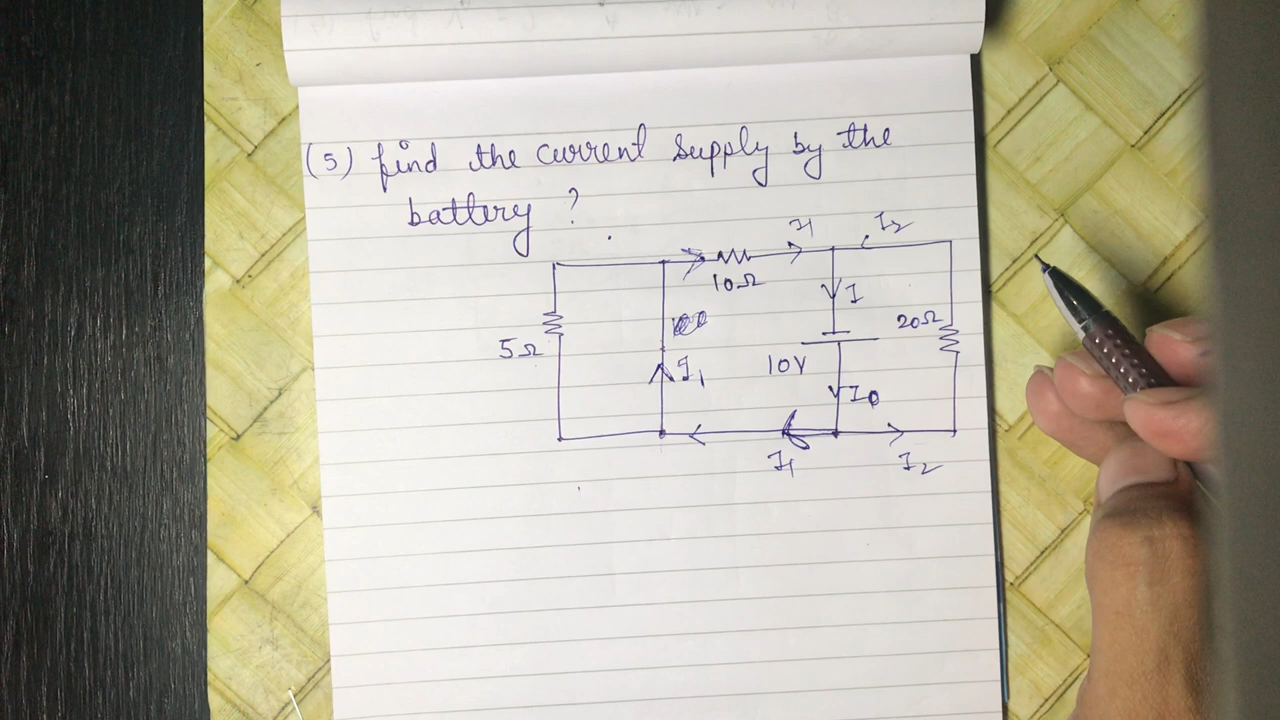 (5) find the current supply by the
battery ?
I1 I2
10Ω
I
5Ω
20Ω
I1
10V
I0
I1
I2